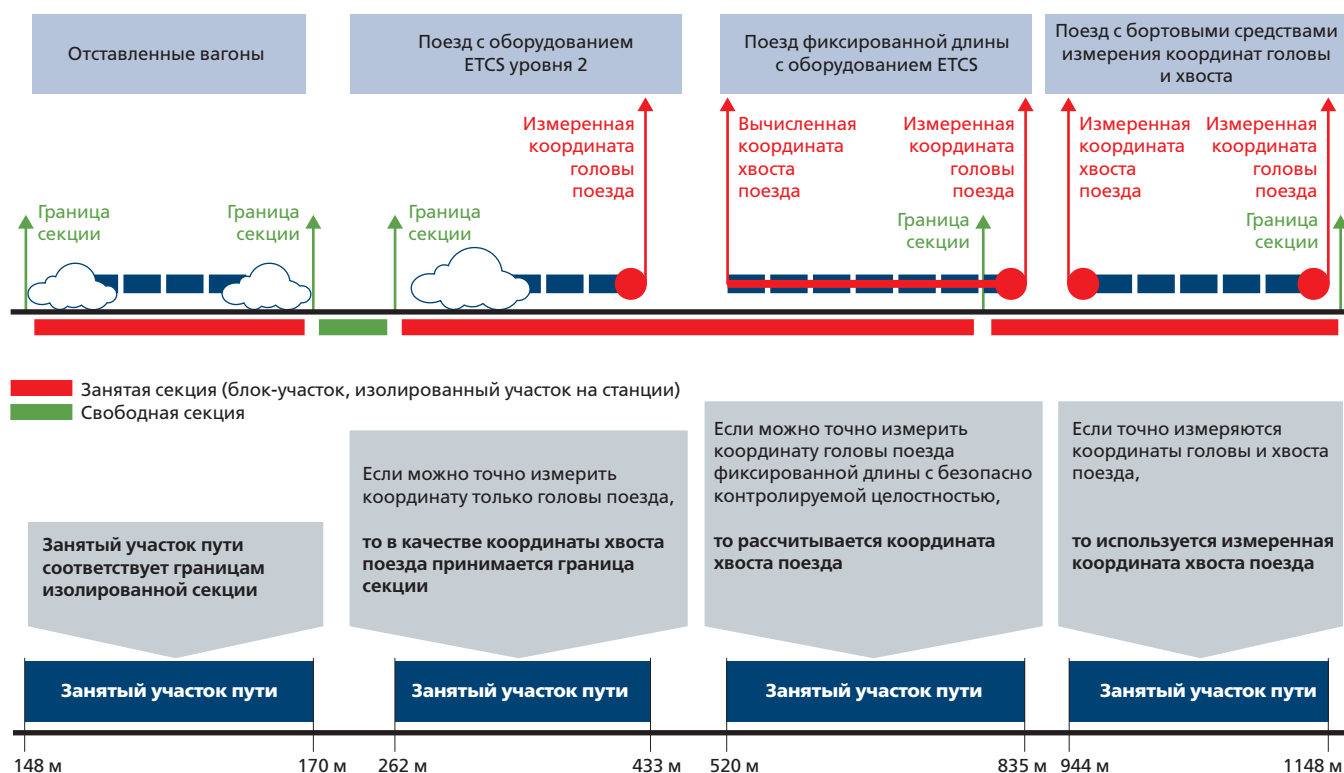 Отставленные вагоны
Поезд с оборудованием
ETCS уровня 2
Поезд фиксированной длины
с оборудованием ETCS
Поезд с бортовыми средствами
измерения координат головы
и хвоста
Измеренная
координата
головы
поезда
Вычисленная
координата
хвоста
поезда
Измеренная
координата
головы
поезда
Измеренная
координата
хвоста
поезда
Измеренная
координата
головы
поезда
Граница
секции
Граница
секции
Граница
секции
Граница
секции
Граница
секции
Занятая секция (блок-участок, изолированный участок на станции)
Свободная секция
Занятый участок пути
соответствует границам
изолированной секции
Если можно точно измерить
координату только головы поезда,
то в качестве координаты хвоста
поезда принимается граница
секции
Если можно точно измерить
координату головы поезда
фиксированной длины с безопасно
контролируемой целостностью,
то рассчитывается координата
хвоста поезда
Если точно измеряются
координаты головы и хвоста
поезда,
то используется измеренная
координата хвоста поезда
Занятый участок пути
Занятый участок пути
Занятый участок пути
Занятый участок пути
148 м
170 м
262 м
433 м
520 м
835 м
944 м
1148 м